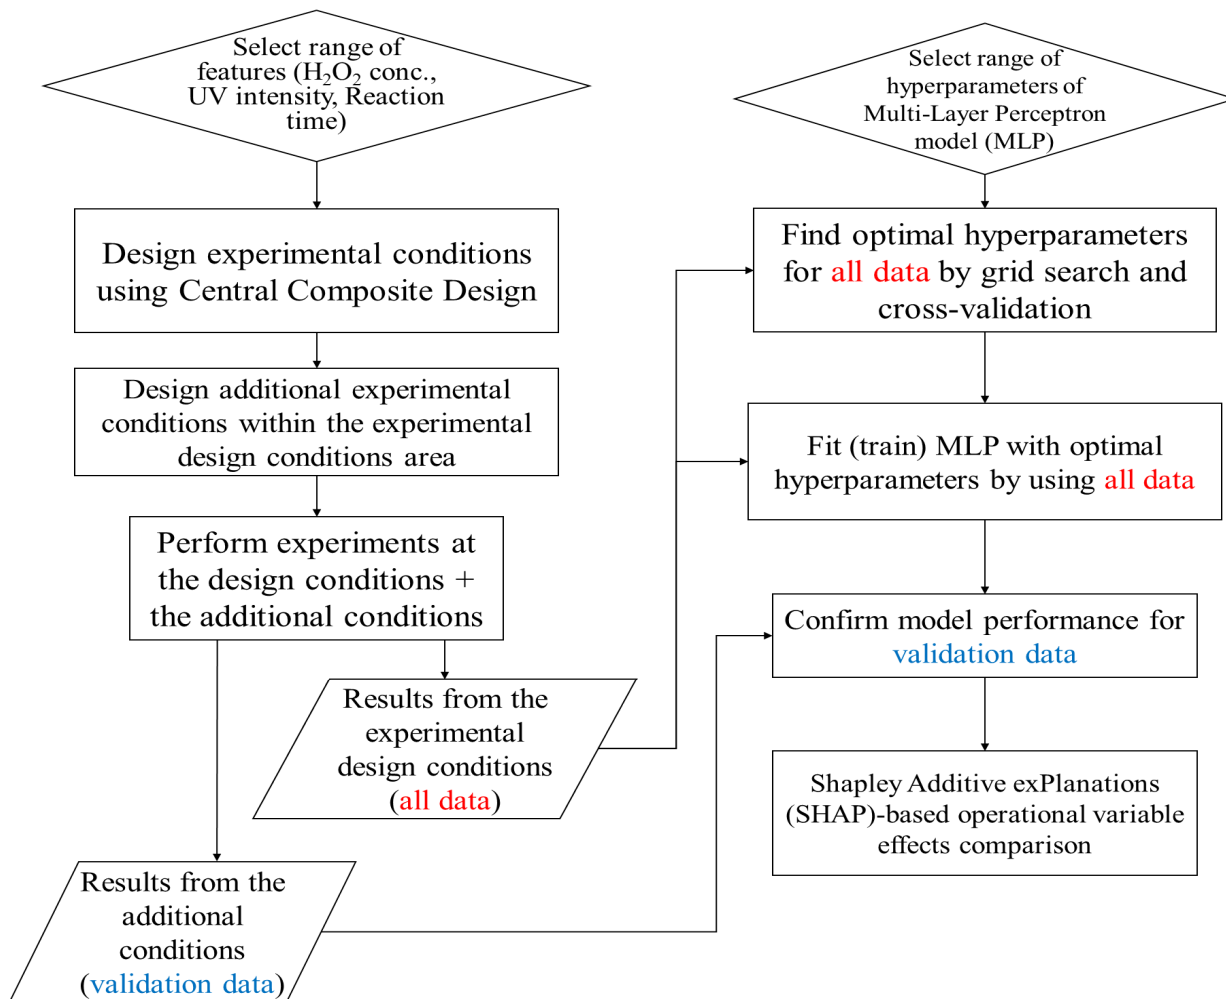 Select range of
features (H₂O₂ conc.,
UV intensity, Reaction
time)
Design experimental conditions
using Central Composite Design
Design additional experimental
conditions within the experimental
design conditions area
Perform experiments at
the design conditions +
the additional conditions
Results from the
experimental
design conditions
(all data)
Results from the
additional
conditions
(validation data)
Select range of
hyperparameters of
Multi-Layer Perceptron
model (MLP)
Find optimal hyperparameters
for all data by grid search and
cross-validation
Fit (train) MLP with optimal
hyperparameters by using all data
Confirm model performance for
validation data
Shapley Additive exPlanations
(SHAP)-based operational variable
effects comparison